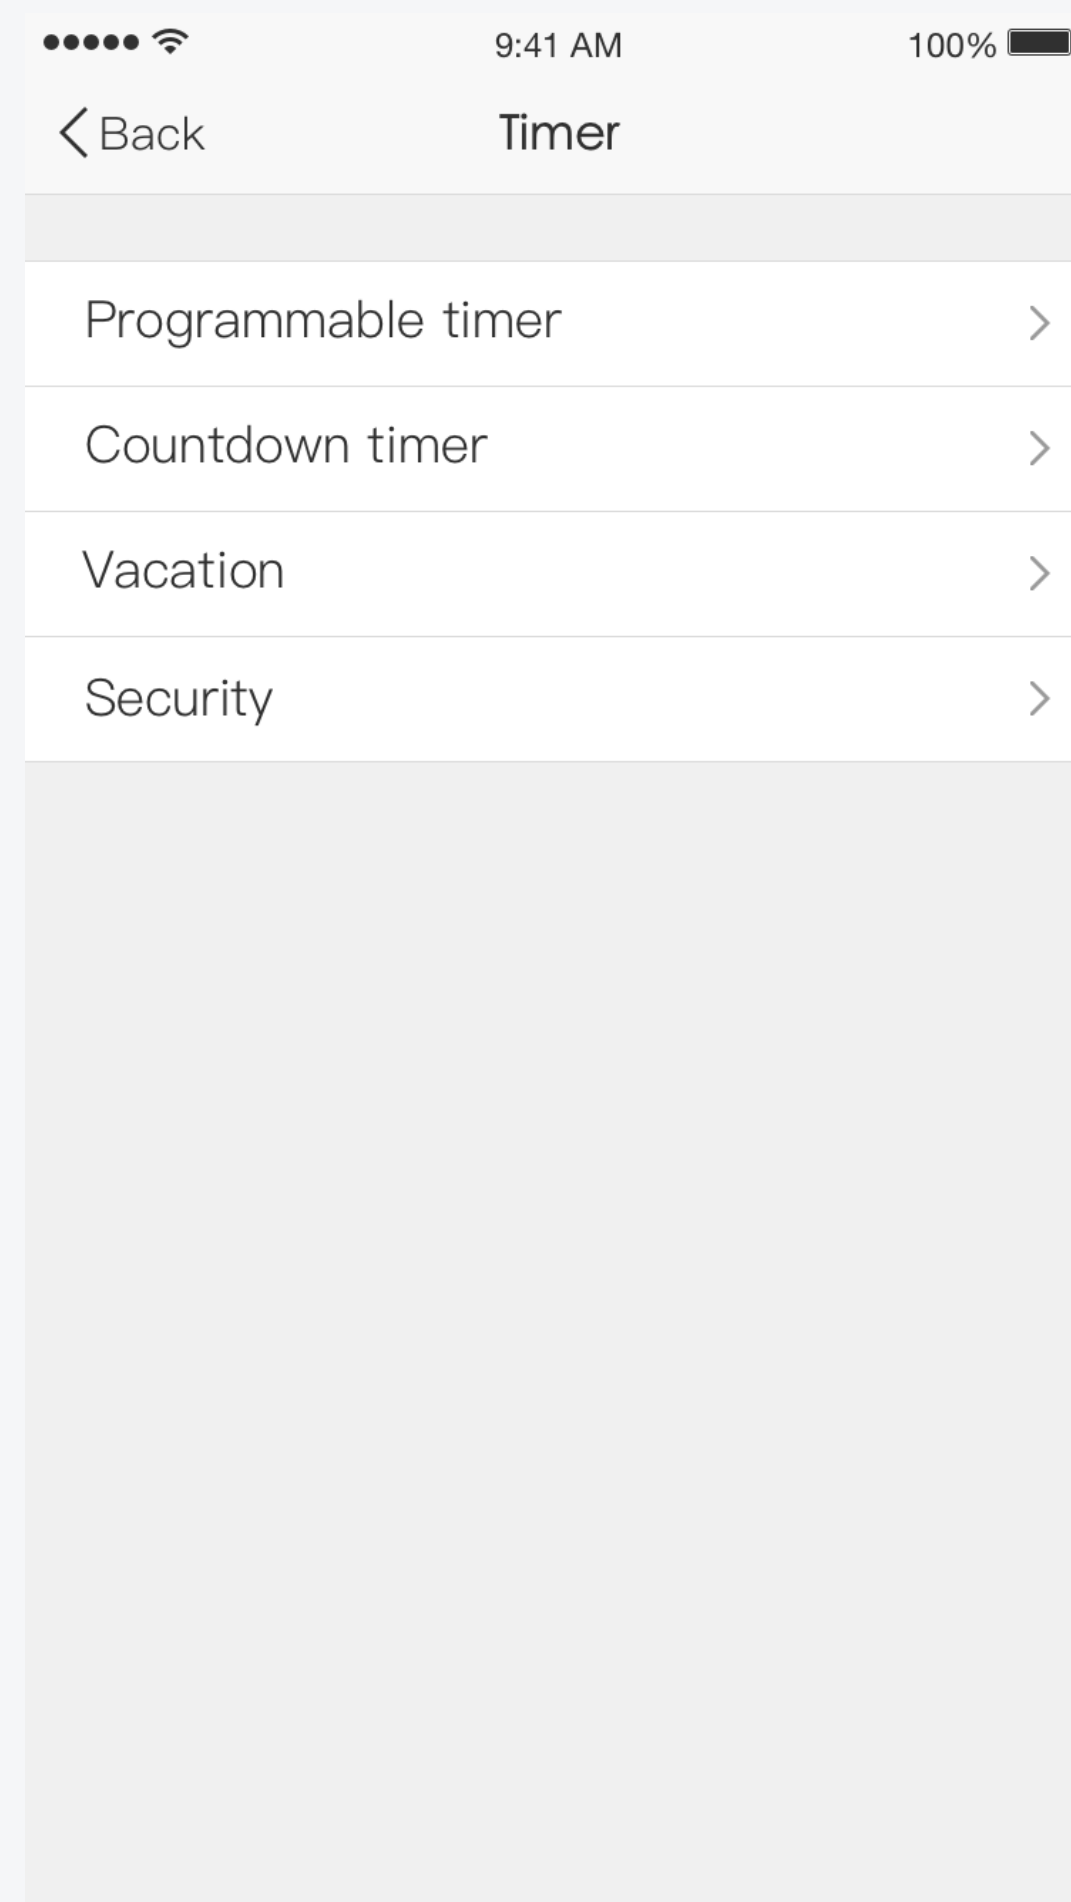 9:41 AM 100%
Back Timer
Programmable timer
Countdown timer
Vacation
Security